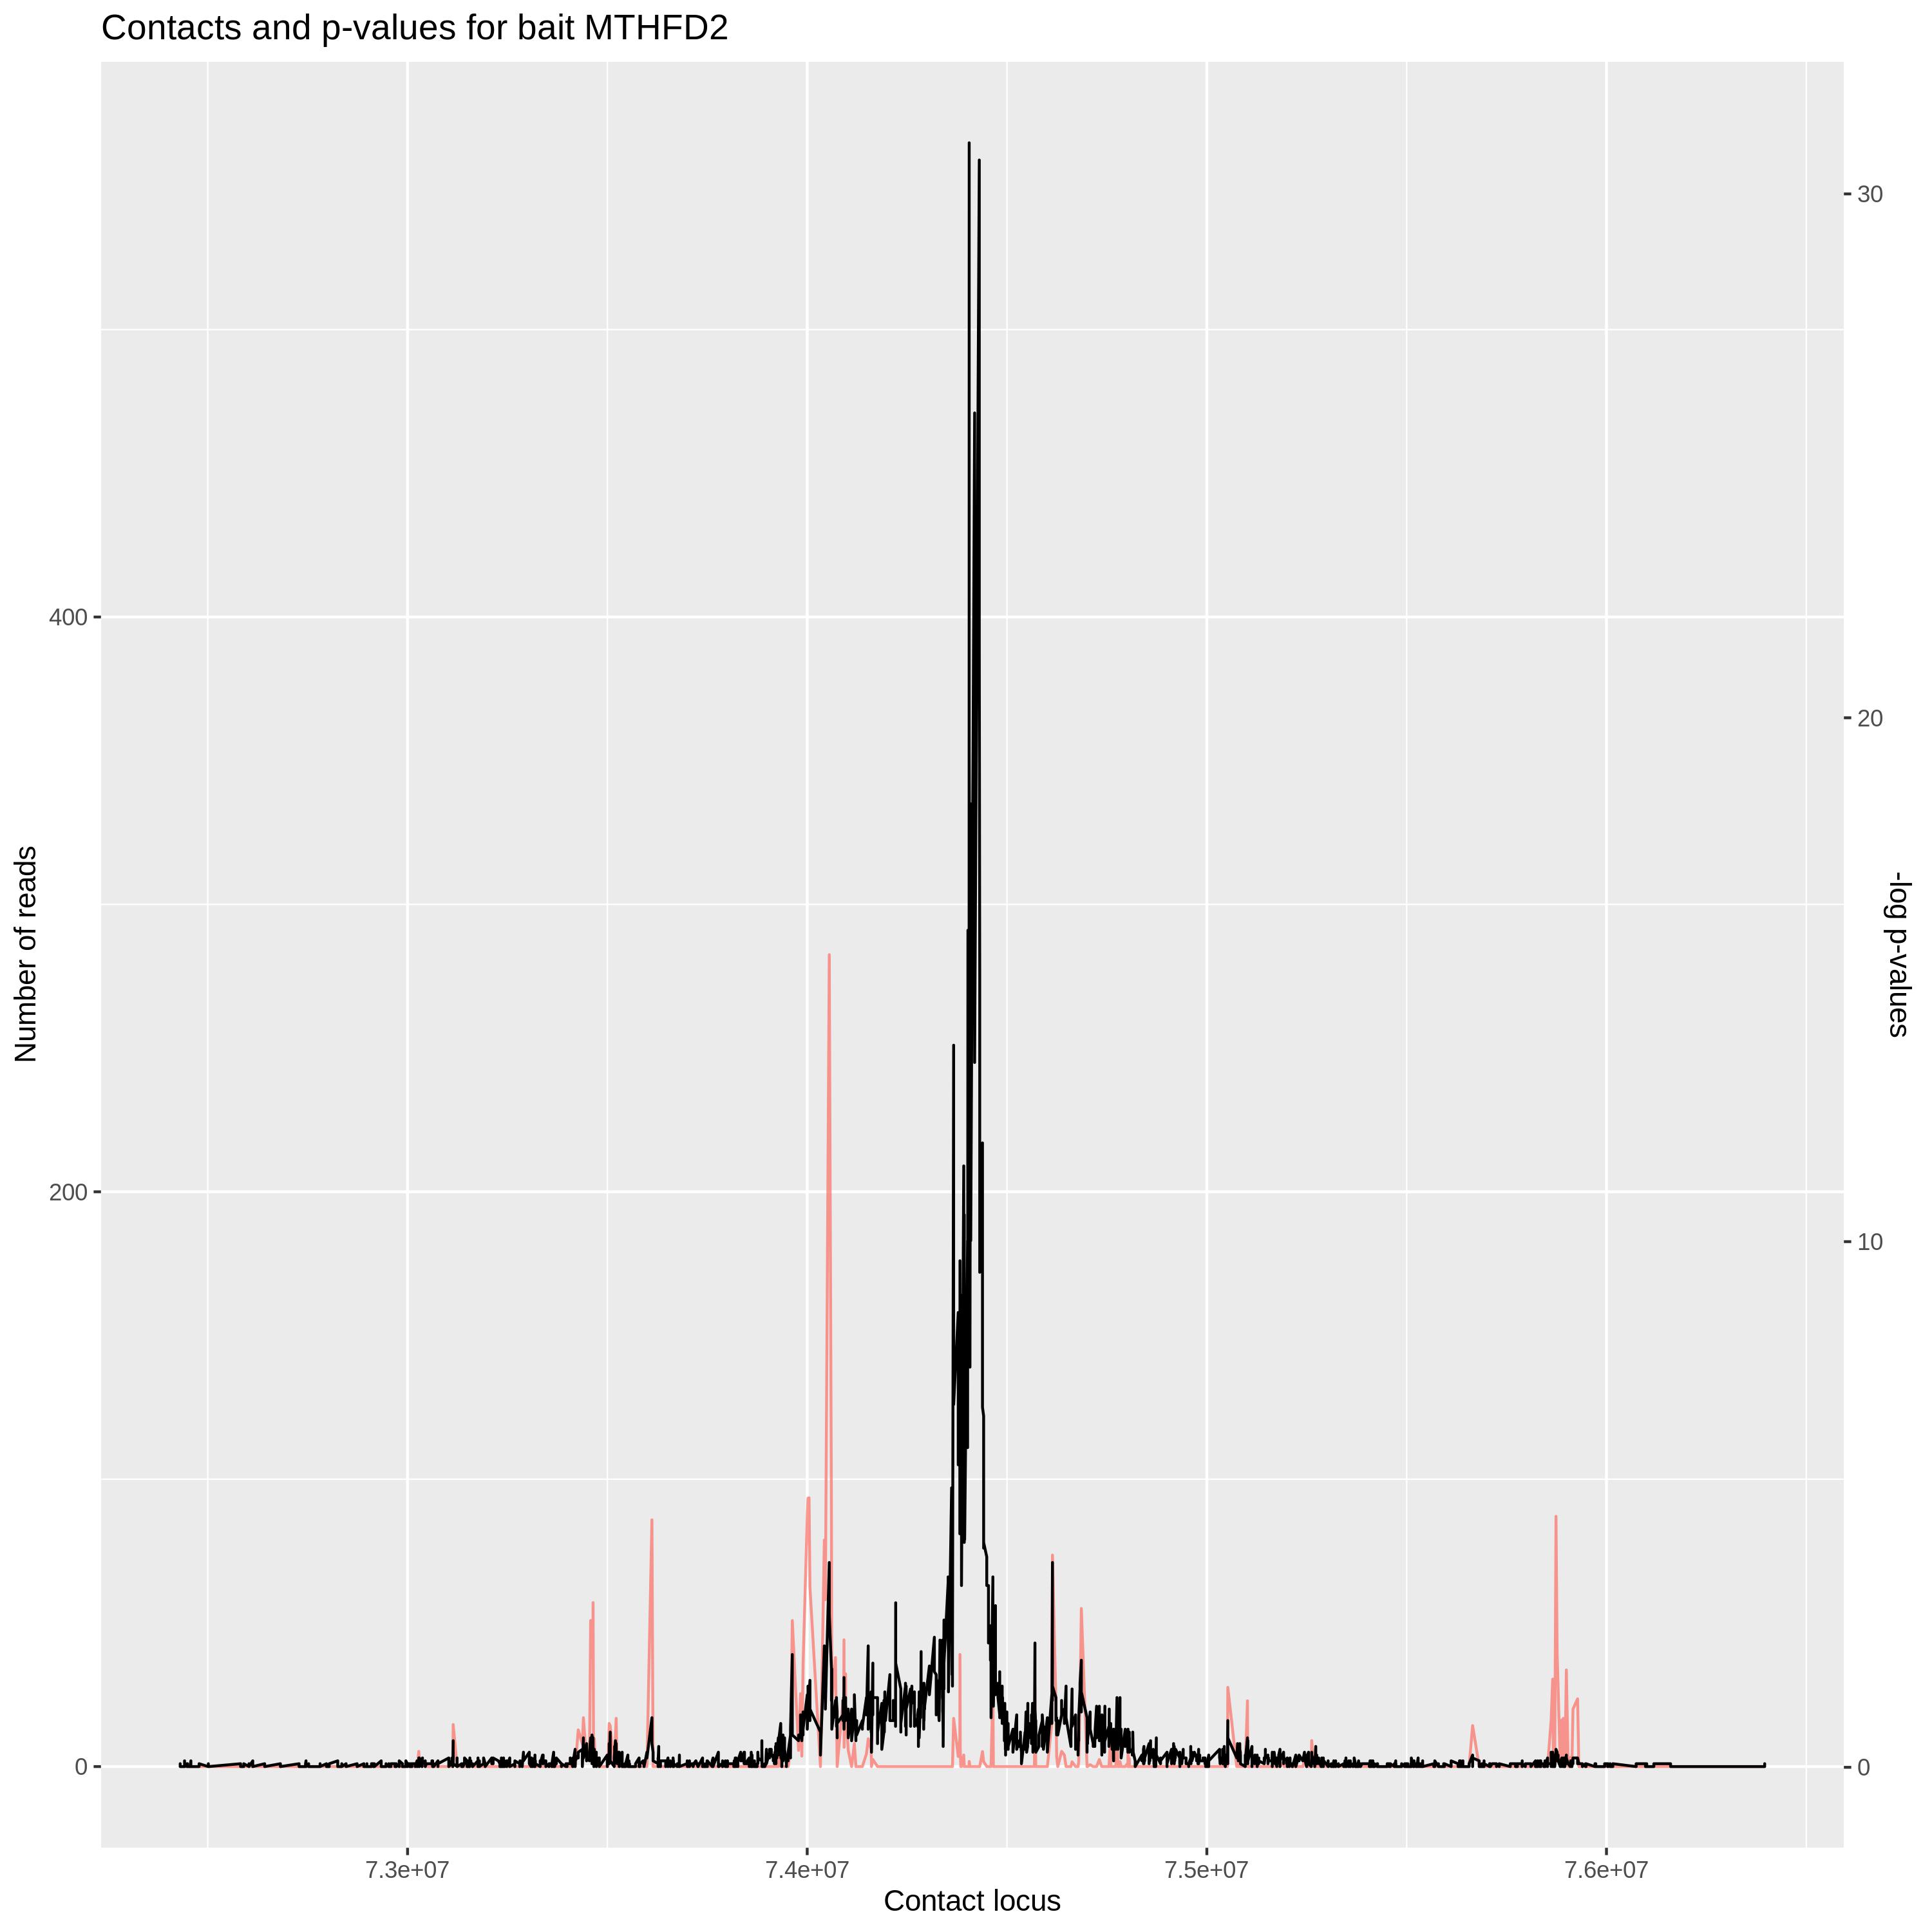 Contacts and p-values for bait MTHFD2
Number of reads
400
200
0
30
20
10
0
-log p-values
7.3e+07
7.4e+07
7.5e+07
7.6e+07
Contact locus